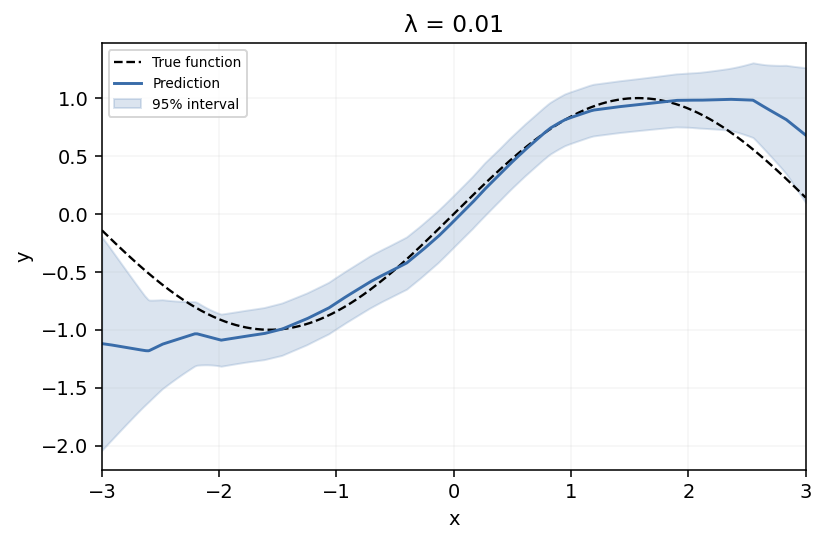 λ = 0.01
True function
Prediction
95% interval
1.0
0.5
0.0
−0.5
−1.0
−1.5
−2.0
y
−3
−2
−1
0
1
2
3
x